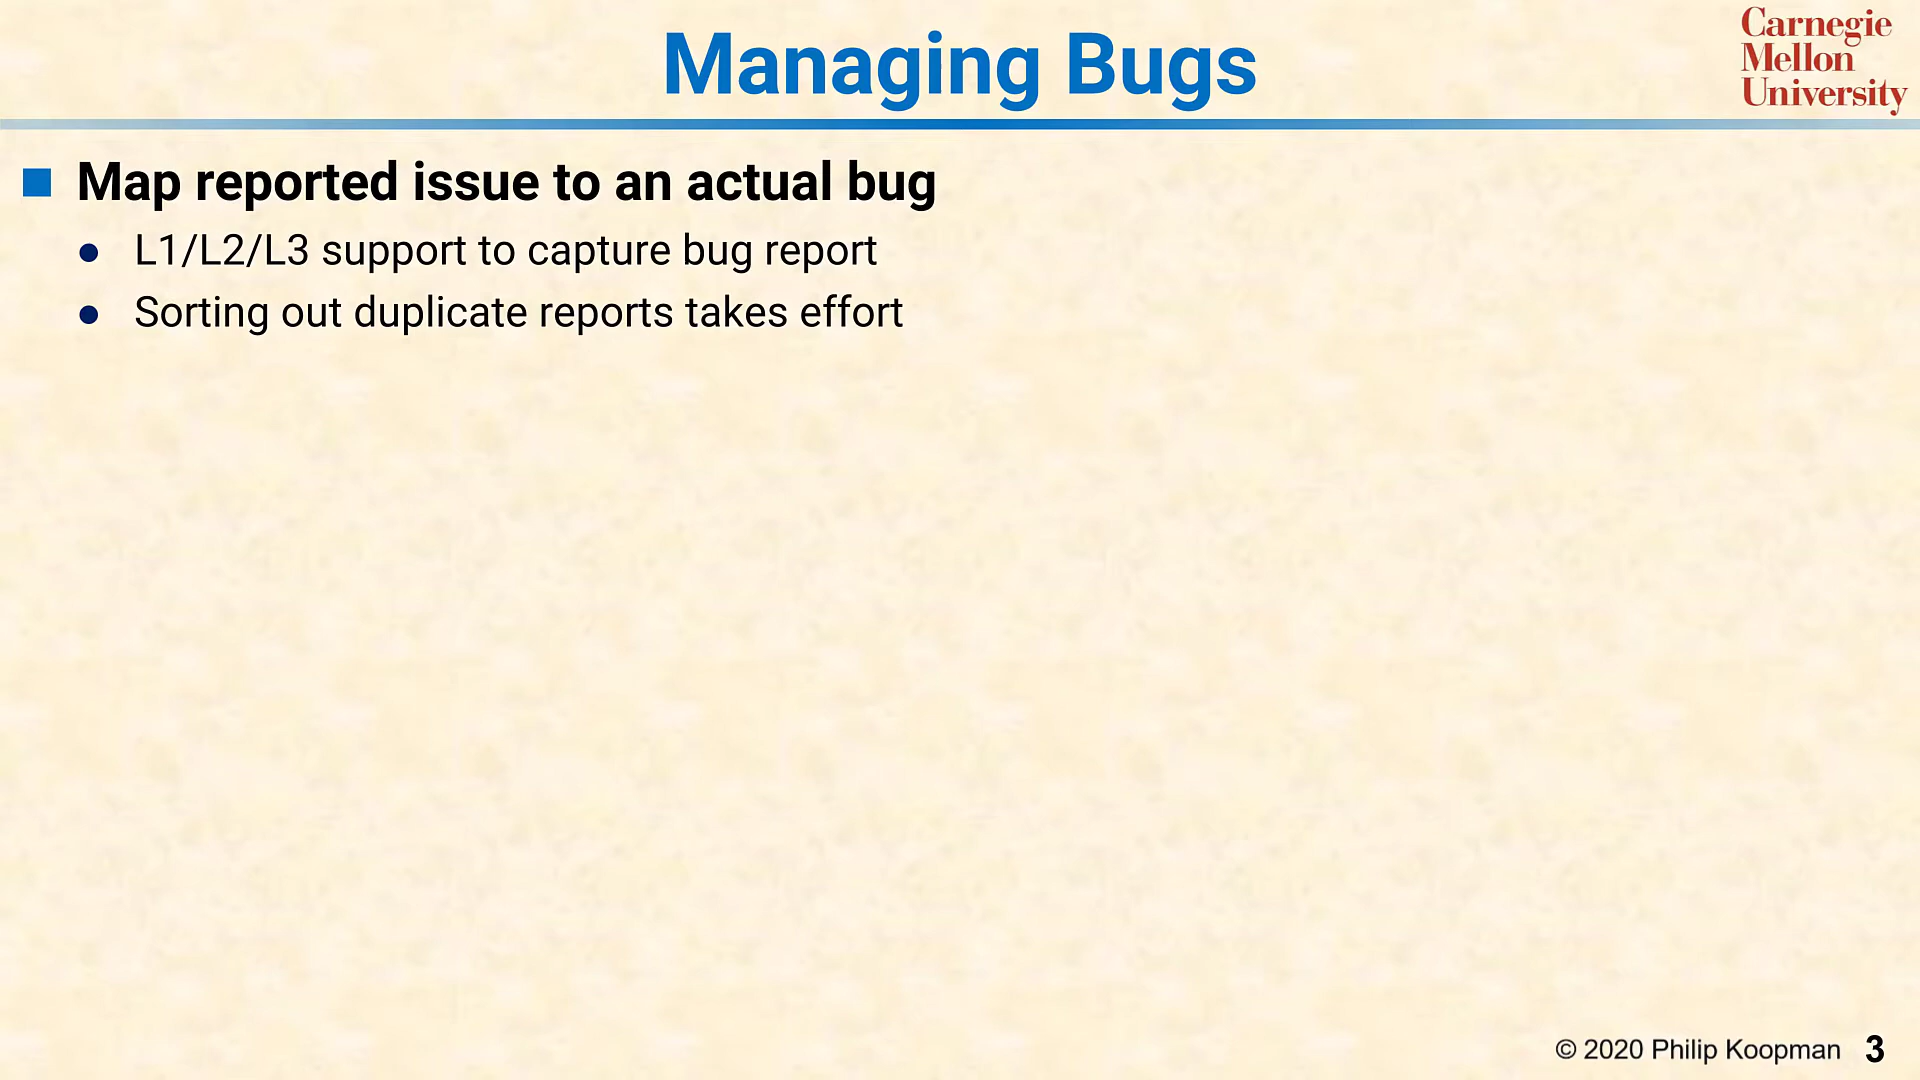 Managing Bugs
Carnegie
Mellon
University
Map reported issue to an actual bug
L1/L2/L3 support to capture bug report
Sorting out duplicate reports takes effort
© 2020 Philip Koopman 3